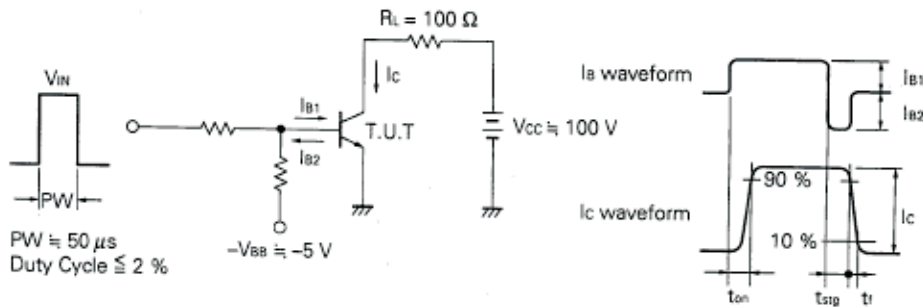 RL = 100 Ω
VIN
IC
IB1
T.U.T
IB2
VCC ≒ 100 V
PW
PW ≒ 50 μs
Duty Cycle ≦ 2 %
−VBB ≒ −5 V
IB waveform
IB1
IB2
90 %
IC waveform
IC
10 %
ton
tstg
tf